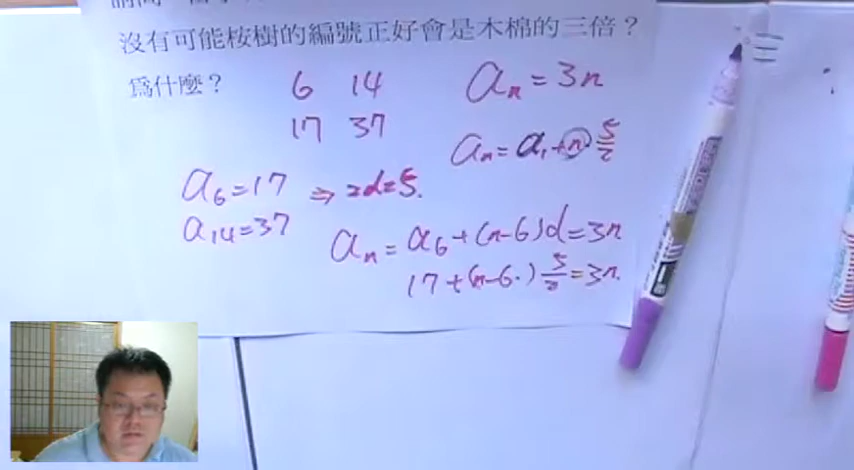 沒有可能桉樹的編號正好會是木棉的三倍？
為什麼？
6 14
17 37
aₙ=3n
aₙ=a₁+n·5/2
a₆=17 ⇒ 2d=5.
a₁₄=37
aₙ=a₆+(n-6)d=3n
17+(n-6·)5/2=3n.
三